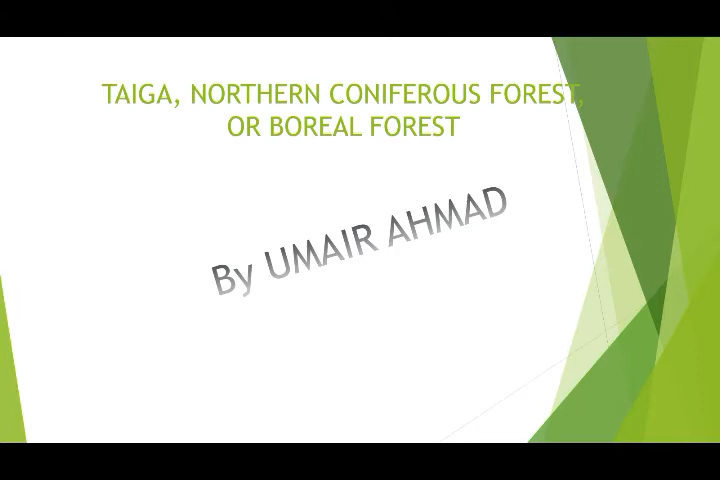 TAIGA, NORTHERN CONIFEROUS FOREST,
OR BOREAL FOREST
By UMAIR AHMAD